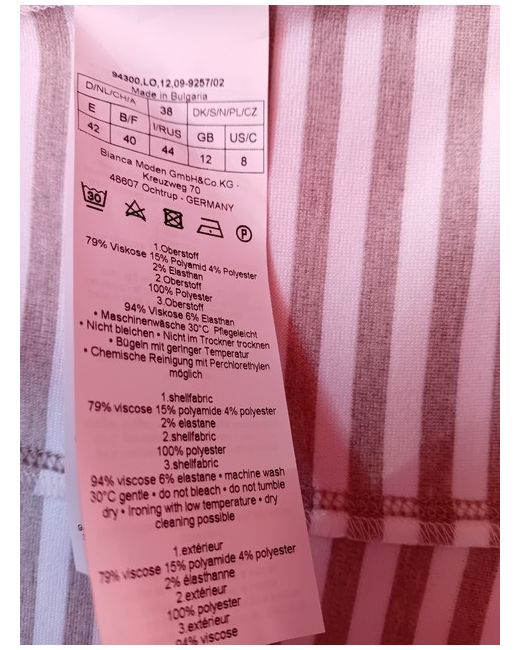 94300,LO,12,09-9257/02
Made in Bulgaria
D/NL/CH/A 38 DK/S/N/PL/CZ
E B/F I/RUS GB US/C
42 40 44 12 8
Bianca Moden GmbH&Co.KG -
Kreuzweg 70
48607 Ochtrup - GERMANY
30 P
1.Oberstoff
79% Viskose 15% Polyamid 4% Polyester
2% Elasthan
2.Oberstoff
100% Polyester
3.Oberstoff
94% Viskose 6% Elasthan
• Maschinenwäsche 30°C Pflegeleicht
• Nicht bleichen • Nicht im Trockner trocknen
• Bügeln mit geringer Temperatur
• Chemische Reinigung mit Perchlorethylen
möglich
1.shellfabric
79% viscose 15% polyamide 4% polyester
2% elastane
2.shellfabric
100% polyester
3.shellfabric
94% viscose 6% elastane • machine wash
30°C gentle • do not bleach • do not tumble
dry • Ironing with low temperature • dry
cleaning possible
1.extérieur
79% viscose 15% polyamide 4% polyester
2% élasthanne
2 extérieur
100% polyester
3 extérieur
94% viscose